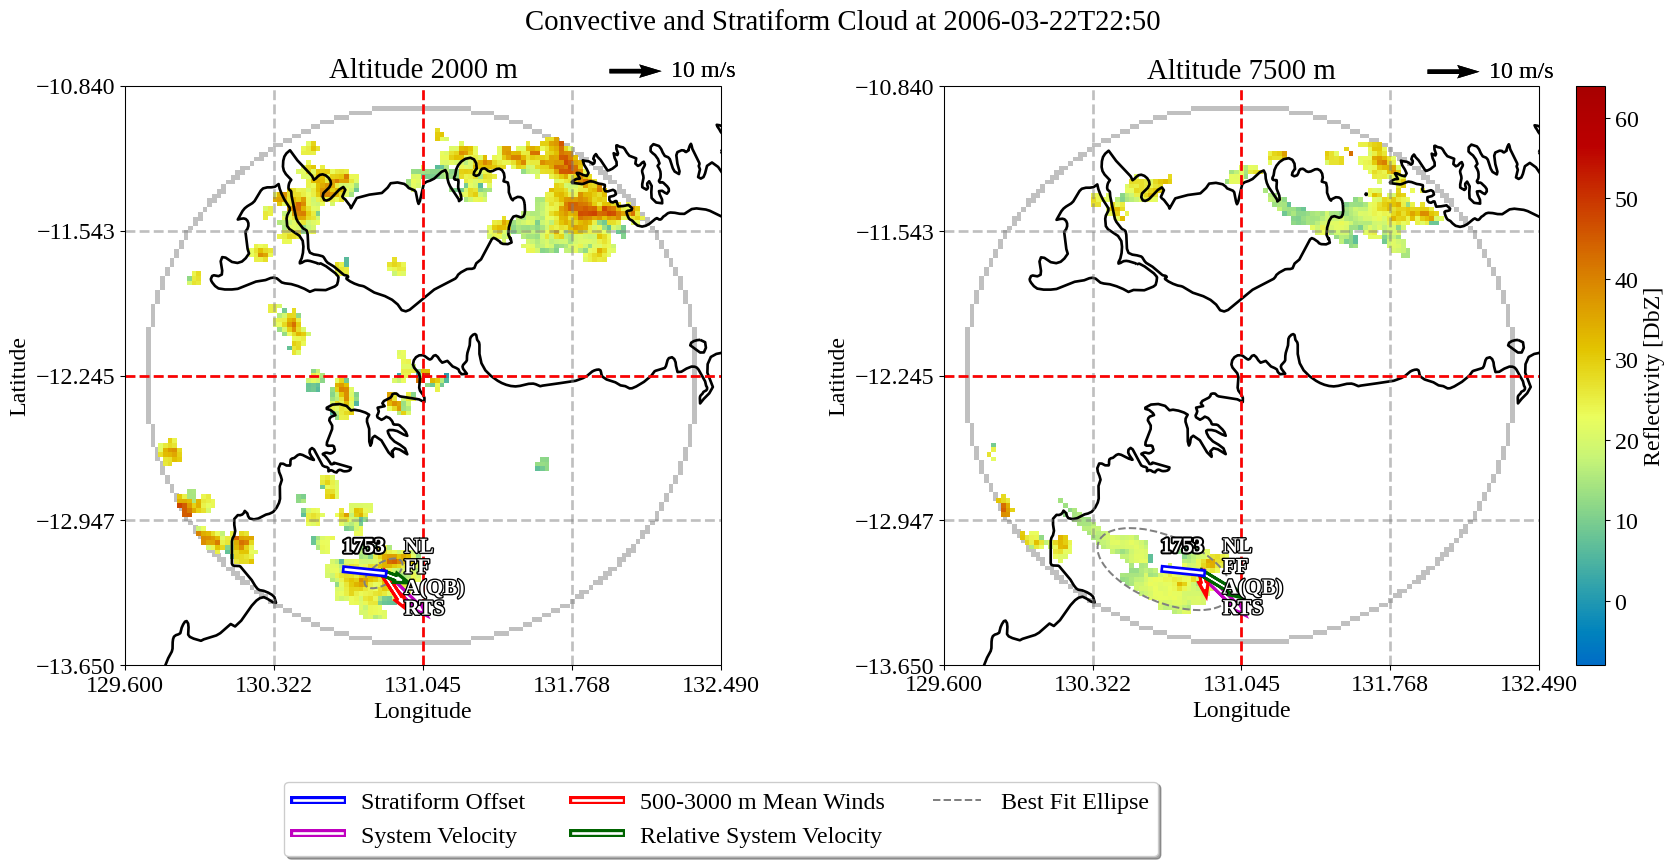 Convective and Stratiform Cloud at 2006-03-22T22:50
Altitude 2000 m
10 m/s
−10.840
−11.543
−12.245
−12.947
−13.650
Latitude
1753
NL
FF
A(QB)
RTS
129.600
130.322
131.045
131.768
132.490
Longitude
Altitude 7500 m
10 m/s
−10.840
−11.543
−12.245
−12.947
−13.650
Latitude
1753
NL
FF
A(QB)
RTS
129.600
130.322
131.045
131.768
132.490
Longitude
60
50
40
30
20
10
0
Reflectivity [DbZ]
Stratiform Offset
System Velocity
500-3000 m Mean Winds
Relative System Velocity
Best Fit Ellipse